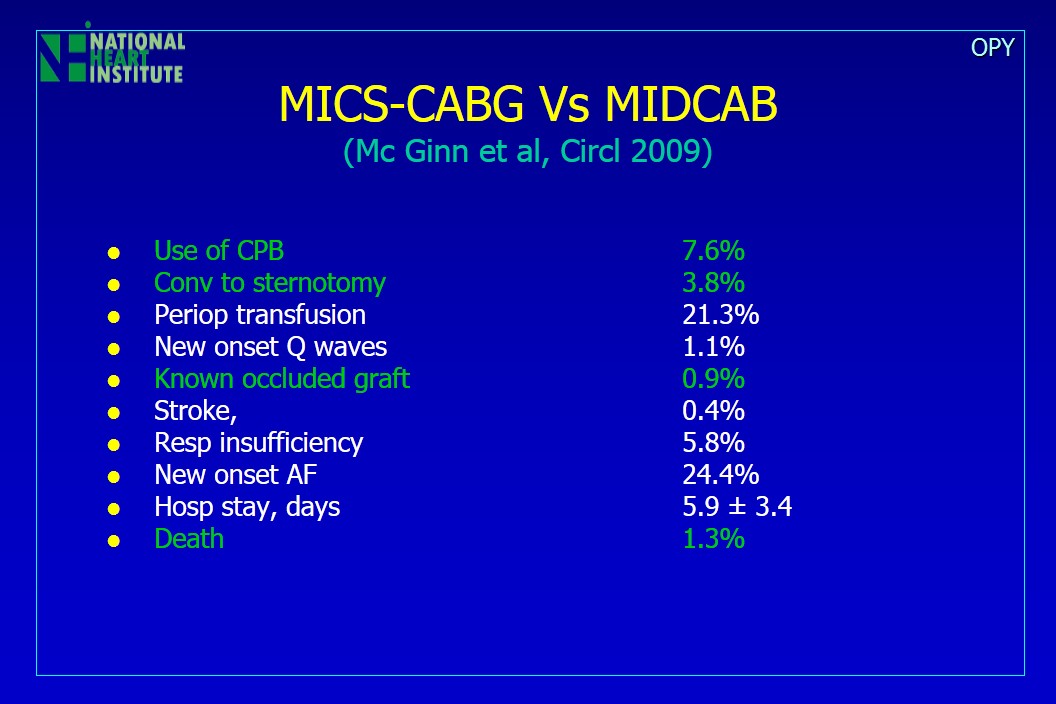 NATIONAL
HEART
INSTITUTE
OPY
MICS-CABG Vs MIDCAB
(Mc Ginn et al, Circl 2009)
● Use of CPB 7.6%
● Conv to sternotomy 3.8%
● Periop transfusion 21.3%
● New onset Q waves 1.1%
● Known occluded graft 0.9%
● Stroke, 0.4%
● Resp insufficiency 5.8%
● New onset AF 24.4%
● Hosp stay, days 5.9 ± 3.4
● Death 1.3%